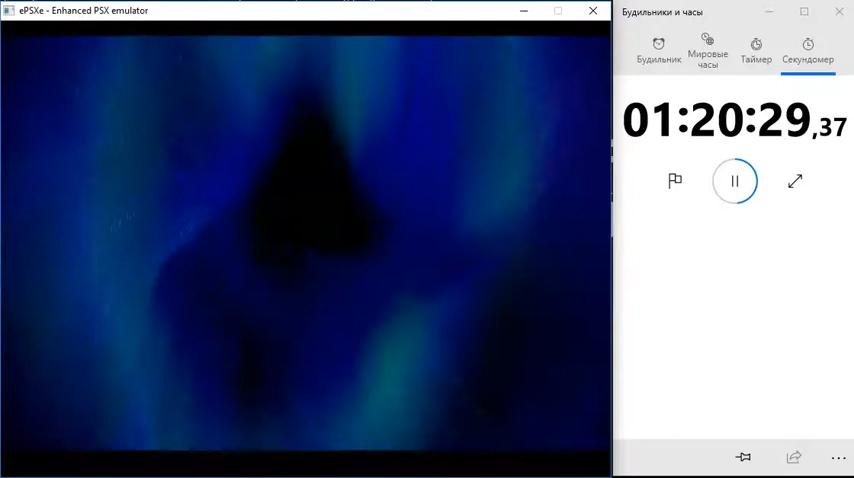 ePSXe - Enhanced PSX emulator
Будильники и часы
Будильник
Мировые
часы
Таймер
Секундомер
01:20:29,37